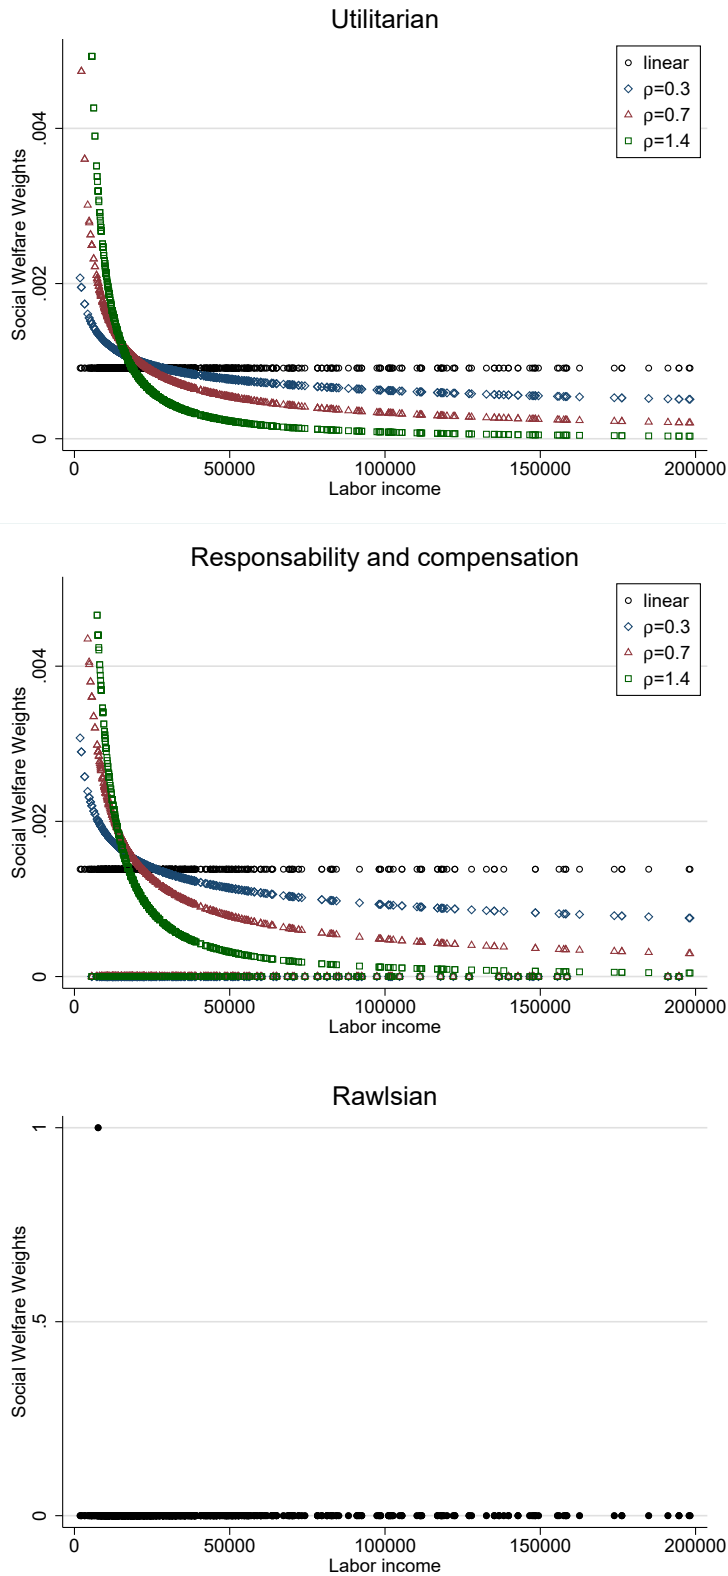 Utilitarian
linear
ρ=0.3
ρ=0.7
ρ=1.4
Social Welfare Weights
.004
.002
0
0
50000
100000
150000
200000
Labor income
Responsability and compensation
linear
ρ=0.3
ρ=0.7
ρ=1.4
Social Welfare Weights
.004
.002
0
0
50000
100000
150000
200000
Labor income
Rawlsian
Social Welfare Weights
1
.5
0
0
50000
100000
150000
200000
Labor income